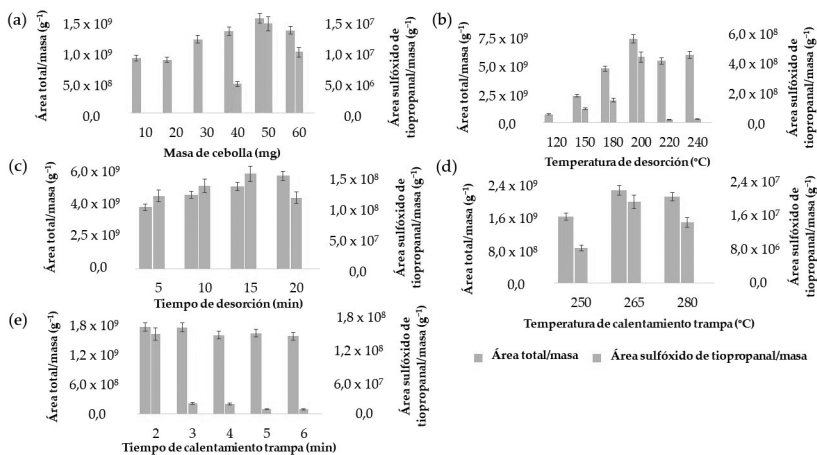 (a)
Área total/masa (g⁻¹)
1,5 x 10⁹
1,0 x 10⁹
5,0 x 10⁸
0,0
10 20 30 40 50 60
Masa de cebolla (mg)
1,5 x 10⁷
1,0 x 10⁷
5,0 x 10⁶
0,0
Área sulfóxido de
tiopropanal/masa (g⁻¹)
(b)
Área total/masa (g⁻¹)
7,5 x 10⁹
5,0 x 10⁹
2,5 x 10⁹
0,0
120 150 180 200 220 240
Temperatura de desorción (ºC)
6,0 x 10⁸
4,0 x 10⁸
2,0 x 10⁸
0,0
Área sulfóxido de
tiopropanal/masa (g⁻¹)
(c)
Área total/masa (g⁻¹)
6,0 x 10⁹
4,0 x 10⁹
2,5 x 10⁹
0,0
5 10 15 20
Tiempo de desorción (min)
1,5 x 10⁸
1,0 x 10⁸
5,0 x 10⁷
0,0
Área sulfóxido de
tiopropanal/masa (g⁻¹)
(d)
Área total/masa (g⁻¹)
2,4 x 10⁹
1,6 x 10⁹
8,0 x 10⁸
0,0
250 265 280
Temperatura de calentamiento trampa (ºC)
2,4 x 10⁷
1,6 x 10⁷
8,0 x 10⁶
0,0
Área sulfóxido de
tiopropanal/masa (g⁻¹)
(e)
Área total/masa (g⁻¹)
1,8 x 10⁹
1,2 x 10⁹
6,0 x 10⁸
0,0
2 3 4 5 6
Tiempo de calentamiento trampa (min)
1,8 x 10⁸
1,2 x 10⁸
6,0 x 10⁷
0,0
Área sulfóxido de
tiopropanal/masa (g⁻¹)
Área total/masa Área sulfóxido de tiopropanal/masa